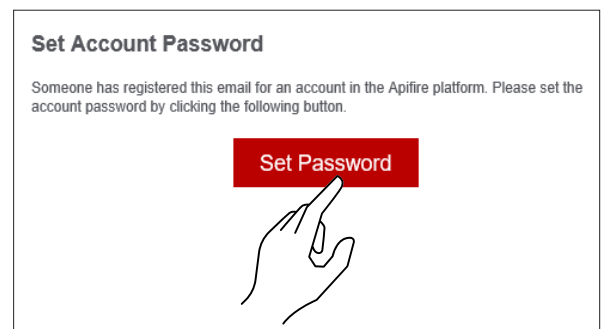 Set Account Password
Someone has registered this email for an account in the Apifire platform. Please set the
account password by clicking the following button.
Set Password